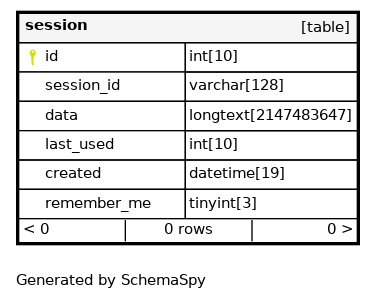 session [table]
id int[10]
session_id varchar[128]
data longtext[2147483647]
last_used int[10]
created datetime[19]
remember_me tinyint[3]
< 0 0 rows 0 >
Generated by SchemaSpy